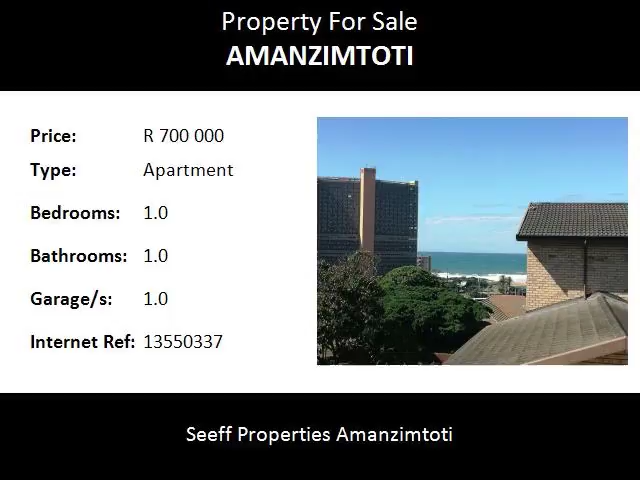 Property For Sale
AMANZIMTOTI
Price: R 700 000
Type: Apartment
Bedrooms: 1.0
Bathrooms: 1.0
Garage/s: 1.0
Internet Ref: 13550337
Seeff Properties Amanzimtoti